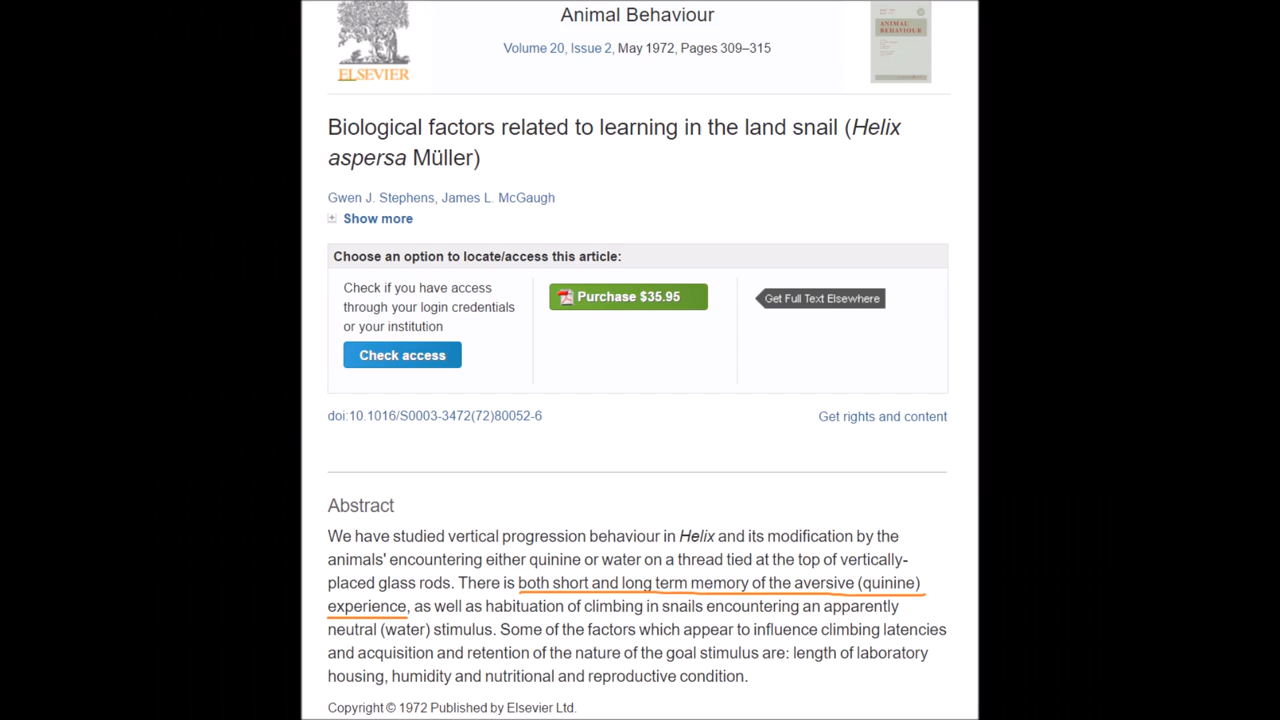 Animal Behaviour
Volume 20, Issue 2, May 1972, Pages 309–315
ELSEVIER
ANIMAL
BEHAVIOUR
Biological factors related to learning in the land snail (Helix
aspersa Müller)
Gwen J. Stephens, James L. McGaugh
Show more
Choose an option to locate/access this article:
Check if you have access
through your login credentials
or your institution
Check access
Purchase $35.95
Get Full Text Elsewhere
doi:10.1016/S0003-3472(72)80052-6
Get rights and content
Abstract
We have studied vertical progression behaviour in Helix and its modification by the
animals' encountering either quinine or water on a thread tied at the top of vertically-
placed glass rods. There is both short and long term memory of the aversive (quinine)
experience, as well as habituation of climbing in snails encountering an apparently
neutral (water) stimulus. Some of the factors which appear to influence climbing latencies
and acquisition and retention of the nature of the goal stimulus are: length of laboratory
housing, humidity and nutritional and reproductive condition.
Copyright © 1972 Published by Elsevier Ltd.